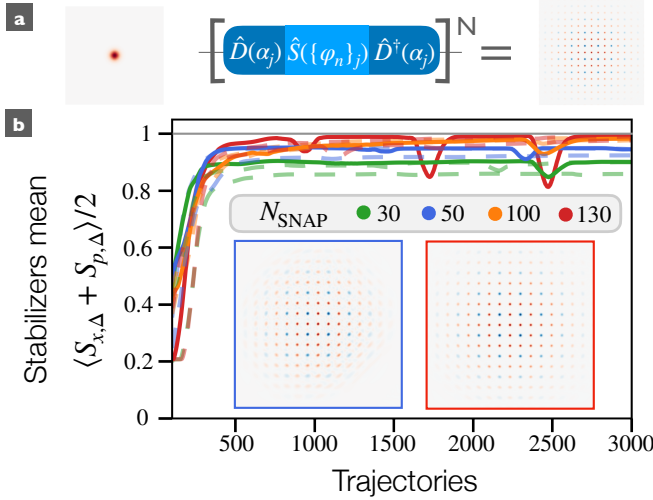 a
[D̂(αⱼ) Ŝ({φₙ}ⱼ) D̂†(αⱼ)]ᴺ =
b
Stabilizers mean
⟨Sₓ,Δ + Sₚ,Δ⟩/2
1
0.8
0.6
0.4
0.2
0
N_SNAP 30 50 100 130
500 1000 1500 2000 2500 3000
Trajectories